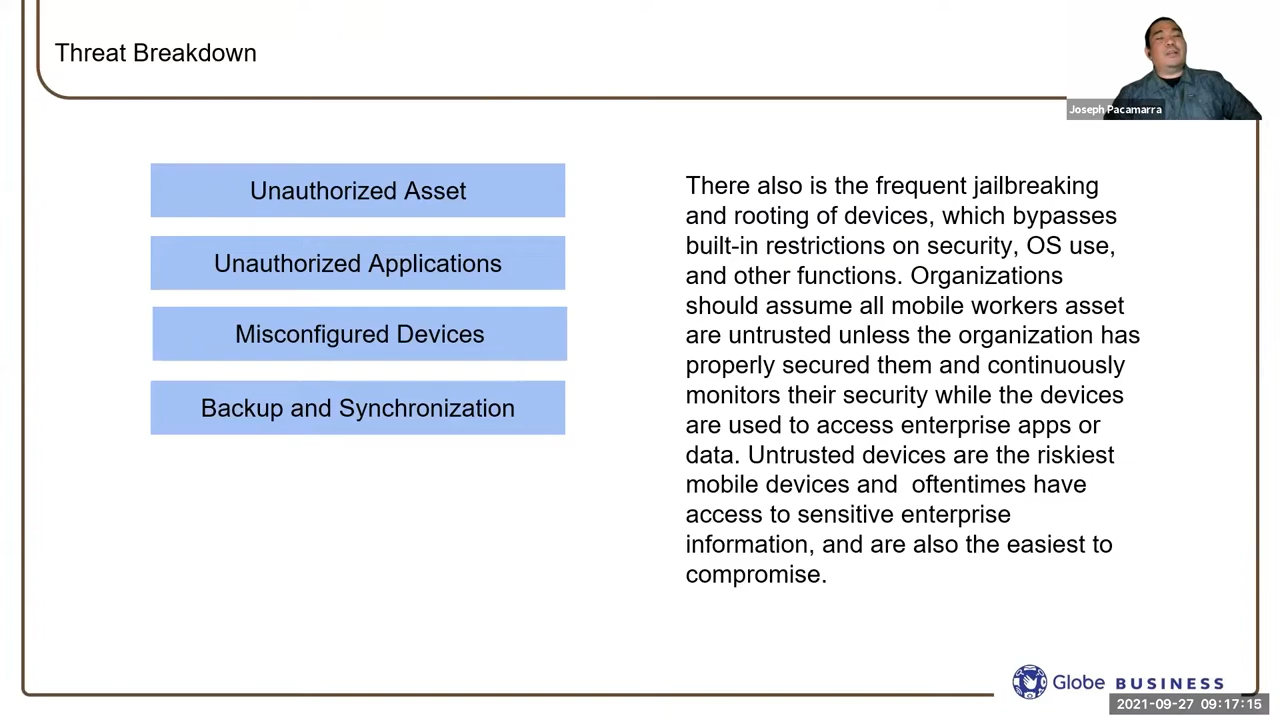 Threat Breakdown
Joseph Pacamarra
Unauthorized Asset
Unauthorized Applications
Misconfigured Devices
Backup and Synchronization
There also is the frequent jailbreaking
and rooting of devices, which bypasses
built-in restrictions on security, OS use,
and other functions. Organizations
should assume all mobile workers asset
are untrusted unless the organization has
properly secured them and continuously
monitors their security while the devices
are used to access enterprise apps or
data. Untrusted devices are the riskiest
mobile devices and  oftentimes have
access to sensitive enterprise
information, and are also the easiest to
compromise.
Globe BUSINESS
2021-09-27 09:17:15